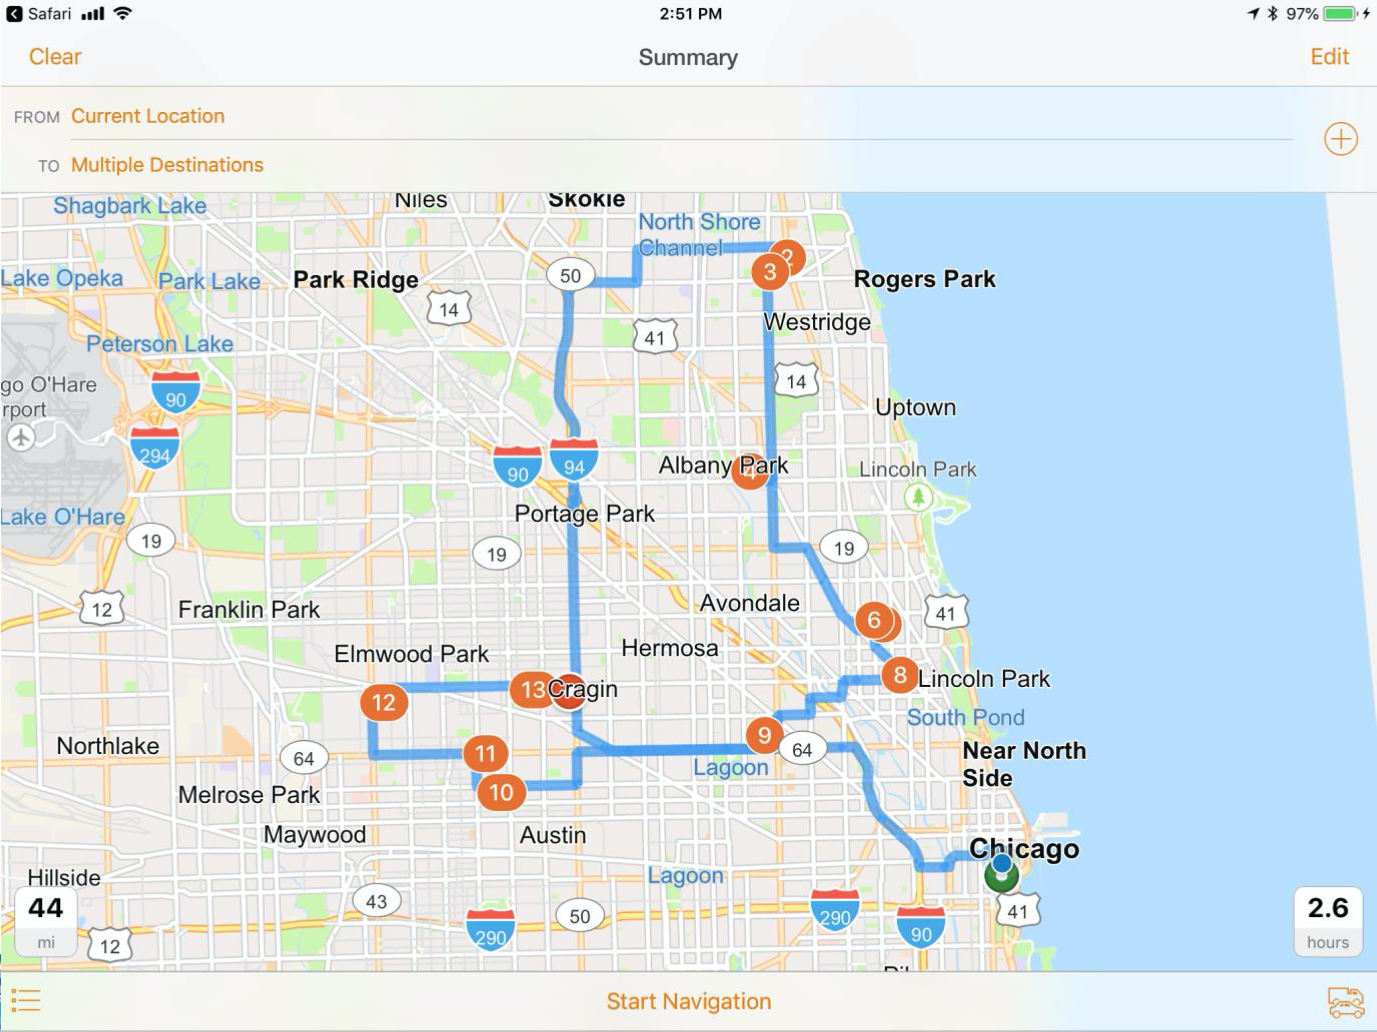 Safari
2:51 PM
97%
Clear
Summary
Edit
FROM Current Location
TO Multiple Destinations
Niles
Skokie
Shagbark Lake
North Shore
Channel
2
3
50
Lake Opeka
Park Lake
Park Ridge
Rogers Park
14
Westridge
41
Peterson Lake
go O'Hare
rport
90
14
Uptown
294
90
94
Albany Park
4
Lincoln Park
Lake O'Hare
Portage Park
19
19
19
12
Franklin Park
Avondale
6
41
Elmwood Park
Hermosa
8
Lincoln Park
12
13
Cragin
South Pond
Northlake
64
11
9
64
Near North
Side
Lagoon
Melrose Park
10
Maywood
Austin
Chicago
Hillside
Lagoon
44
mi
43
50
290
290
90
41
12
2.6
hours
Start Navigation